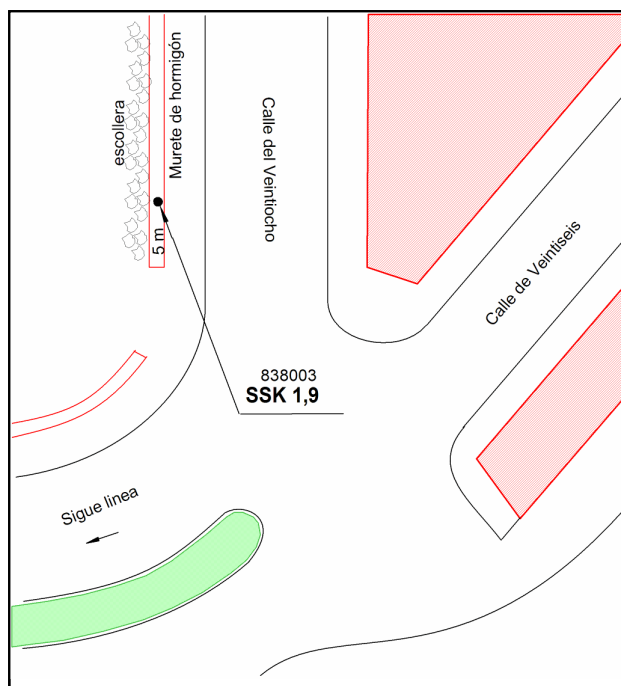 escollera
Murete de hormigón
5 m
Calle del Veintiocho
Calle de Veintiseis
838003
SSK 1,9
Sigue linea